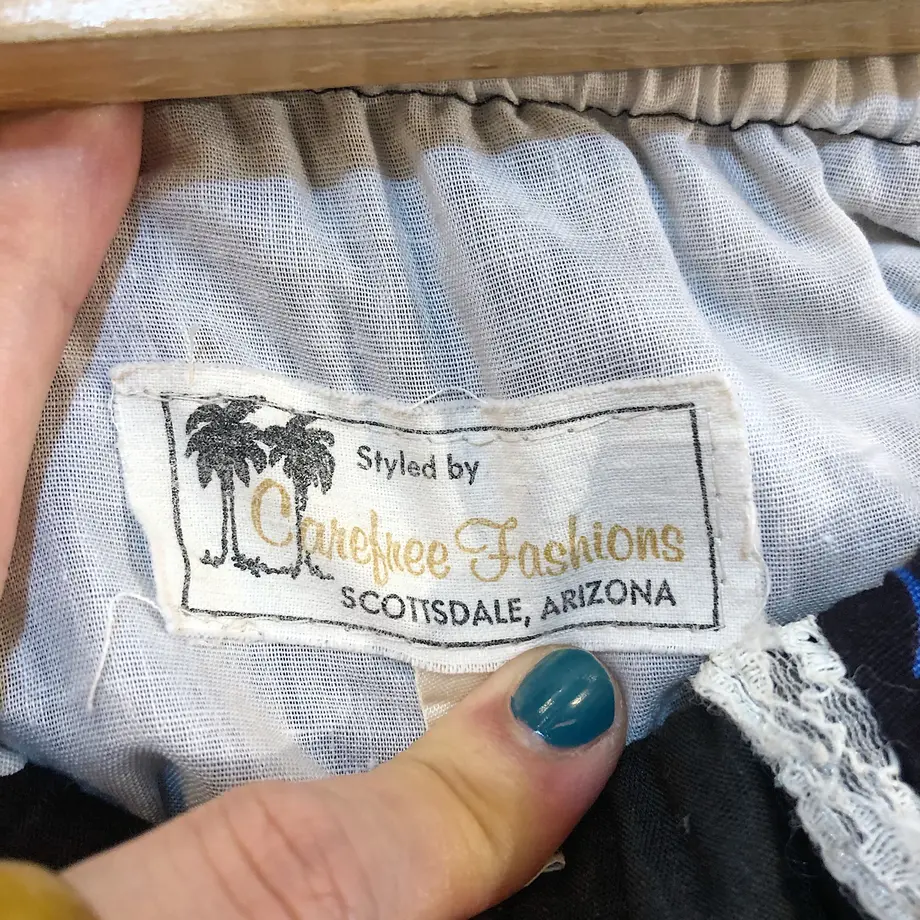 Styled by
Carefree Fashions
SCOTTSDALE, ARIZONA